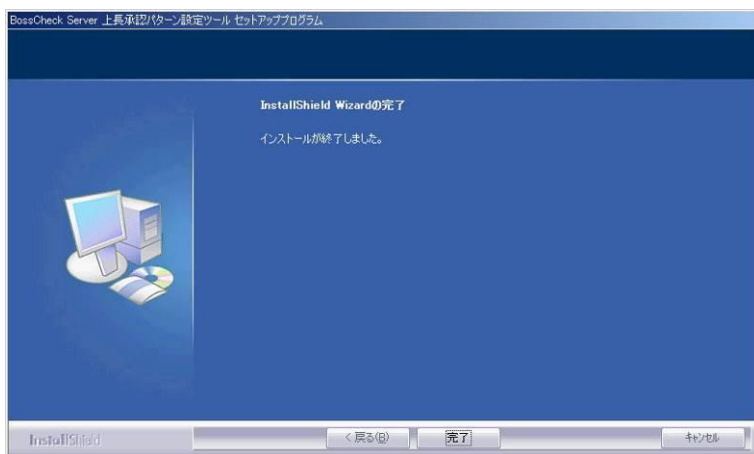 BossCheck Server 上長承認パターン設定ツール セットアッププログラム
InstallShield Wizardの完了
インストールが終了しました。
InstallShield
< 戻る(B) 完了 キャンセル